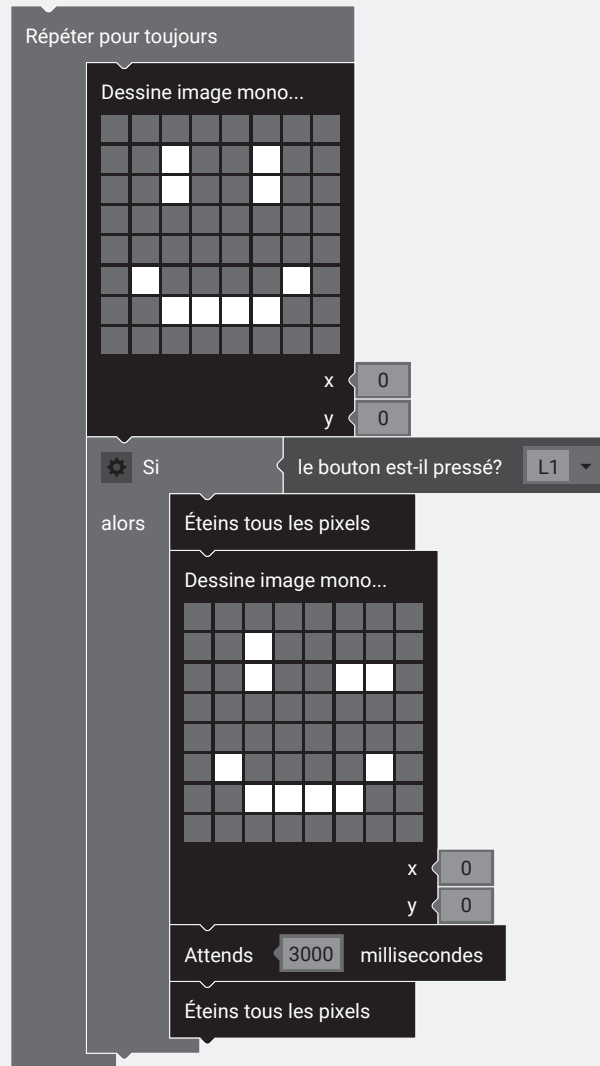 Répéter pour toujours
Dessine image mono...
x 0
y 0
Si le bouton est-il pressé? L1
alors Éteins tous les pixels
Dessine image mono...
x 0
y 0
Attends 3000 millisecondes
Éteins tous les pixels